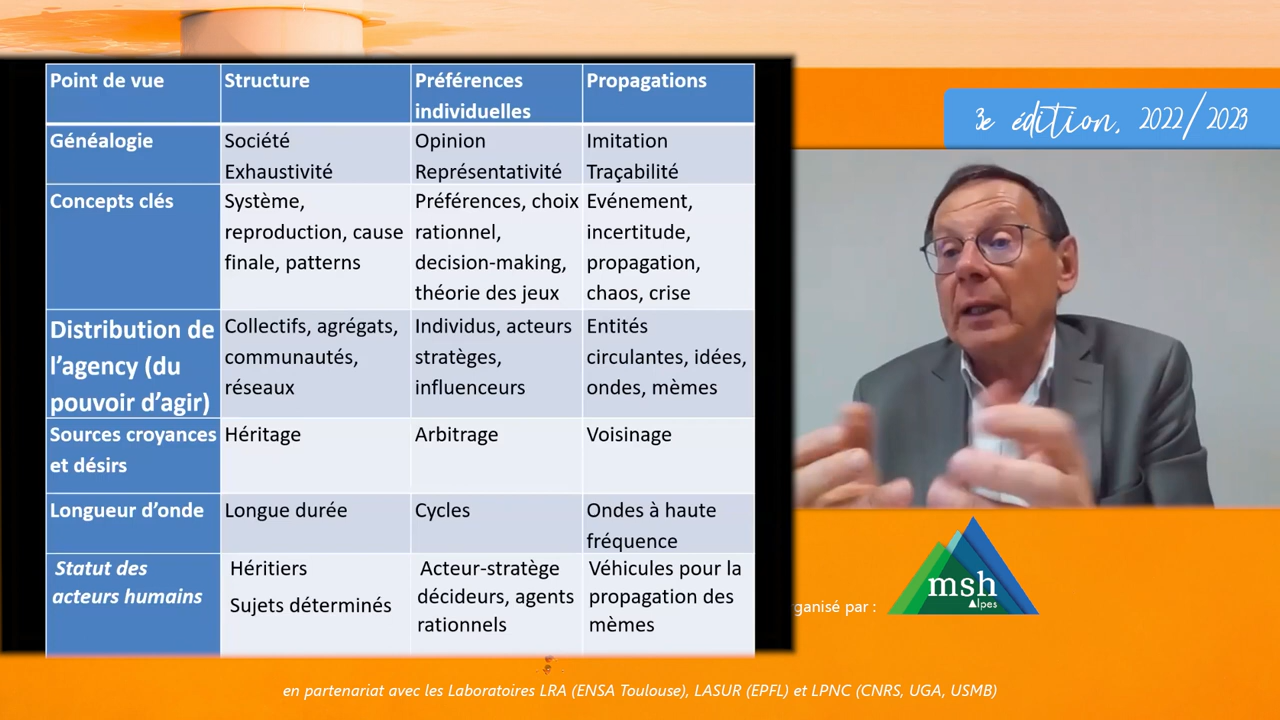 Point de vue
Structure
Préférences
individuelles
Propagations
Généalogie
Société
Exhaustivité
Opinion
Représentativité
Imitation
Traçabilité
Concepts clés
Système,
reproduction, cause
finale, patterns
Préférences, choix
rationnel,
decision-making,
théorie des jeux
Evénement,
incertitude,
propagation,
chaos, crise
Distribution de
l’agency (du
pouvoir d’agir)
Collectifs, agrégats,
communautés,
réseaux
Individus, acteurs
stratèges,
influenceurs
Entités
circulantes, idées,
ondes, mèmes
Sources croyances
et désirs
Héritage
Arbitrage
Voisinage
Longueur d’onde
Longue durée
Cycles
Ondes à haute
fréquence
Statut des
acteurs humains
Héritiers
Sujets déterminés
Acteur-stratège
décideurs, agents
rationnels
Véhicules pour la
propagation des
mèmes
3e édition, 2022/2023
rganisé par :
msh
Alpes
en partenariat avec les Laboratoires LRA (ENSA Toulouse), LASUR (EPFL) et LPNC (CNRS, UGA, USMB)